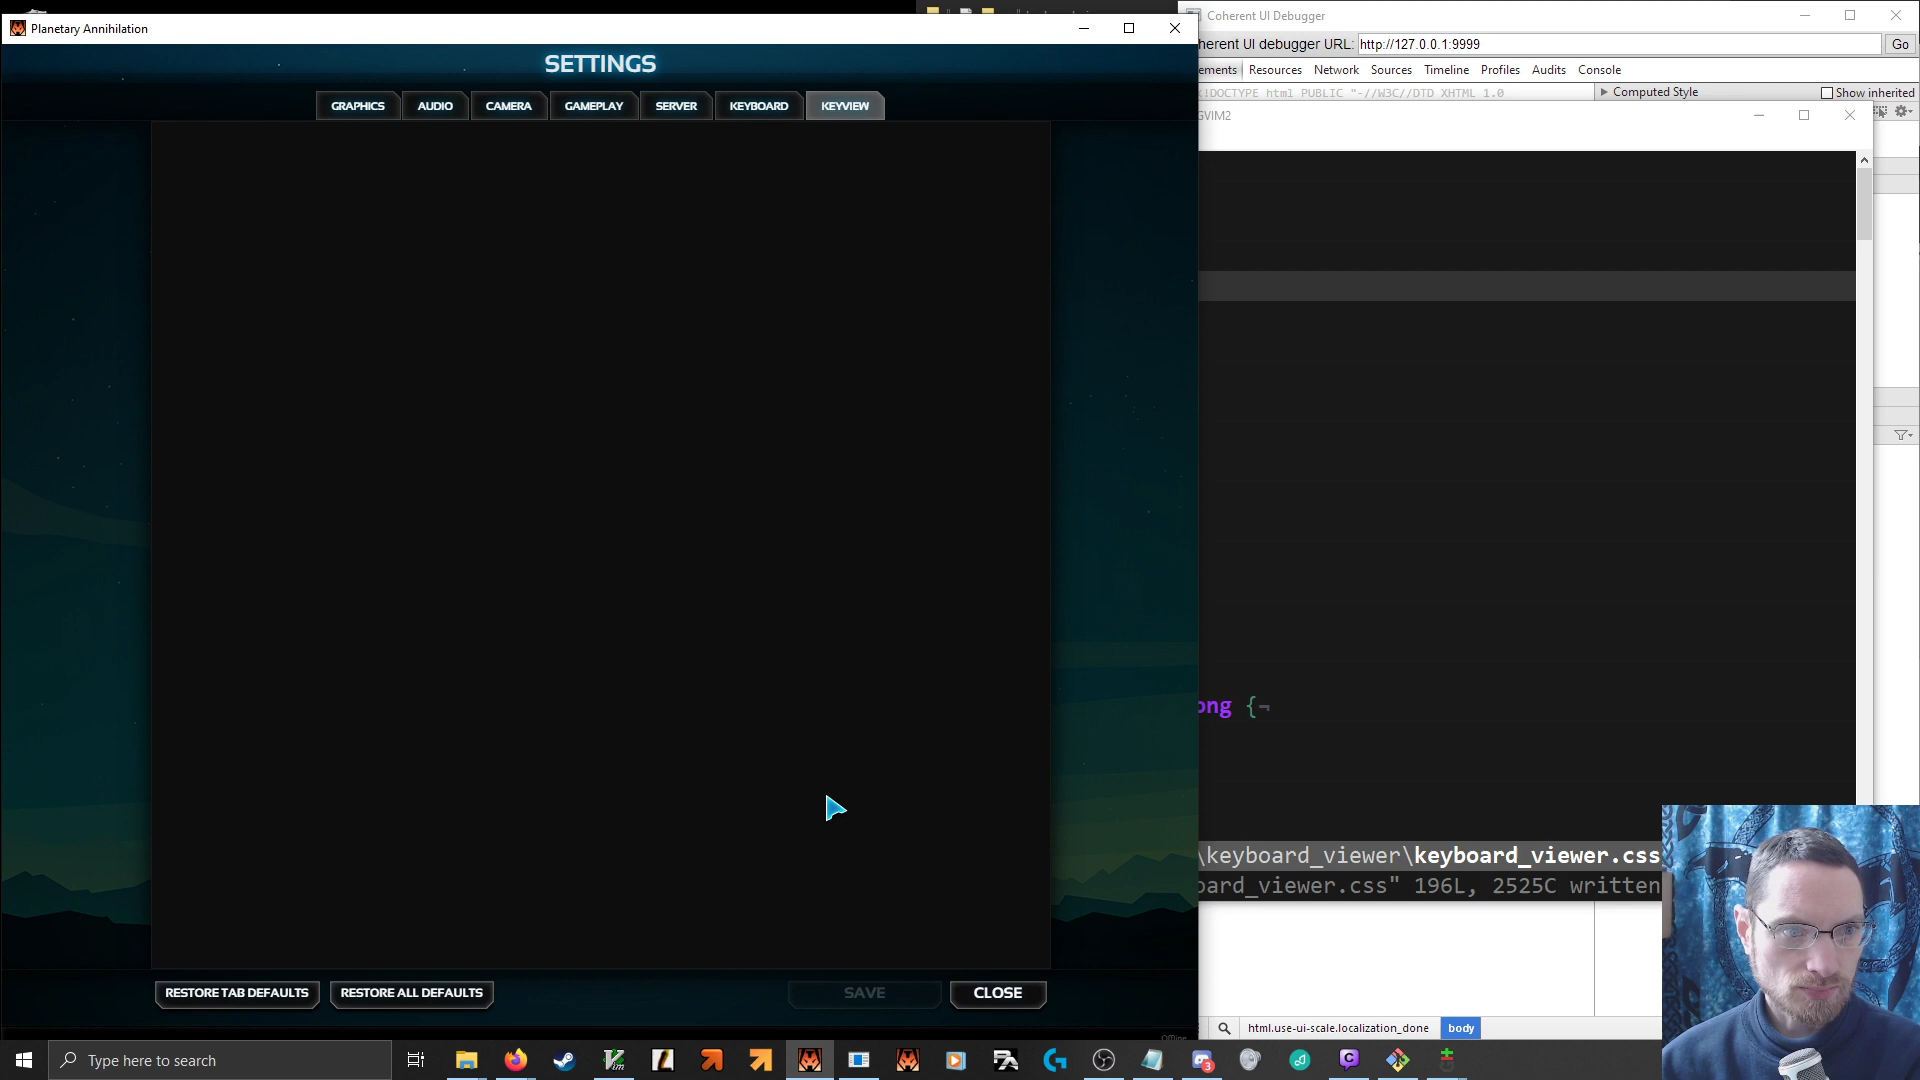 Planetary Annihilation
SETTINGS
GRAPHICS
AUDIO
CAMERA
GAMEPLAY
SERVER
KEYBOARD
KEYVIEW
RESTORE TAB DEFAULTS
RESTORE ALL DEFAULTS
SAVE
CLOSE
Offline
Coherent UI Debugger
herent UI debugger URL:
http://127.0.0.1:9999
Go
ements
Resources
Network
Sources
Timeline
Profiles
Audits
Console
!DOCTYPE html PUBLIC "-//W3C//DTD XHTML 1.0
Computed Style
Show inherited
GVIM2
ong {¬
\keyboard_viewer\keyboard_viewer.css
oard_viewer.css" 196L, 2525C written
html.use-ui-scale.localization_done
body
Type here to search
3